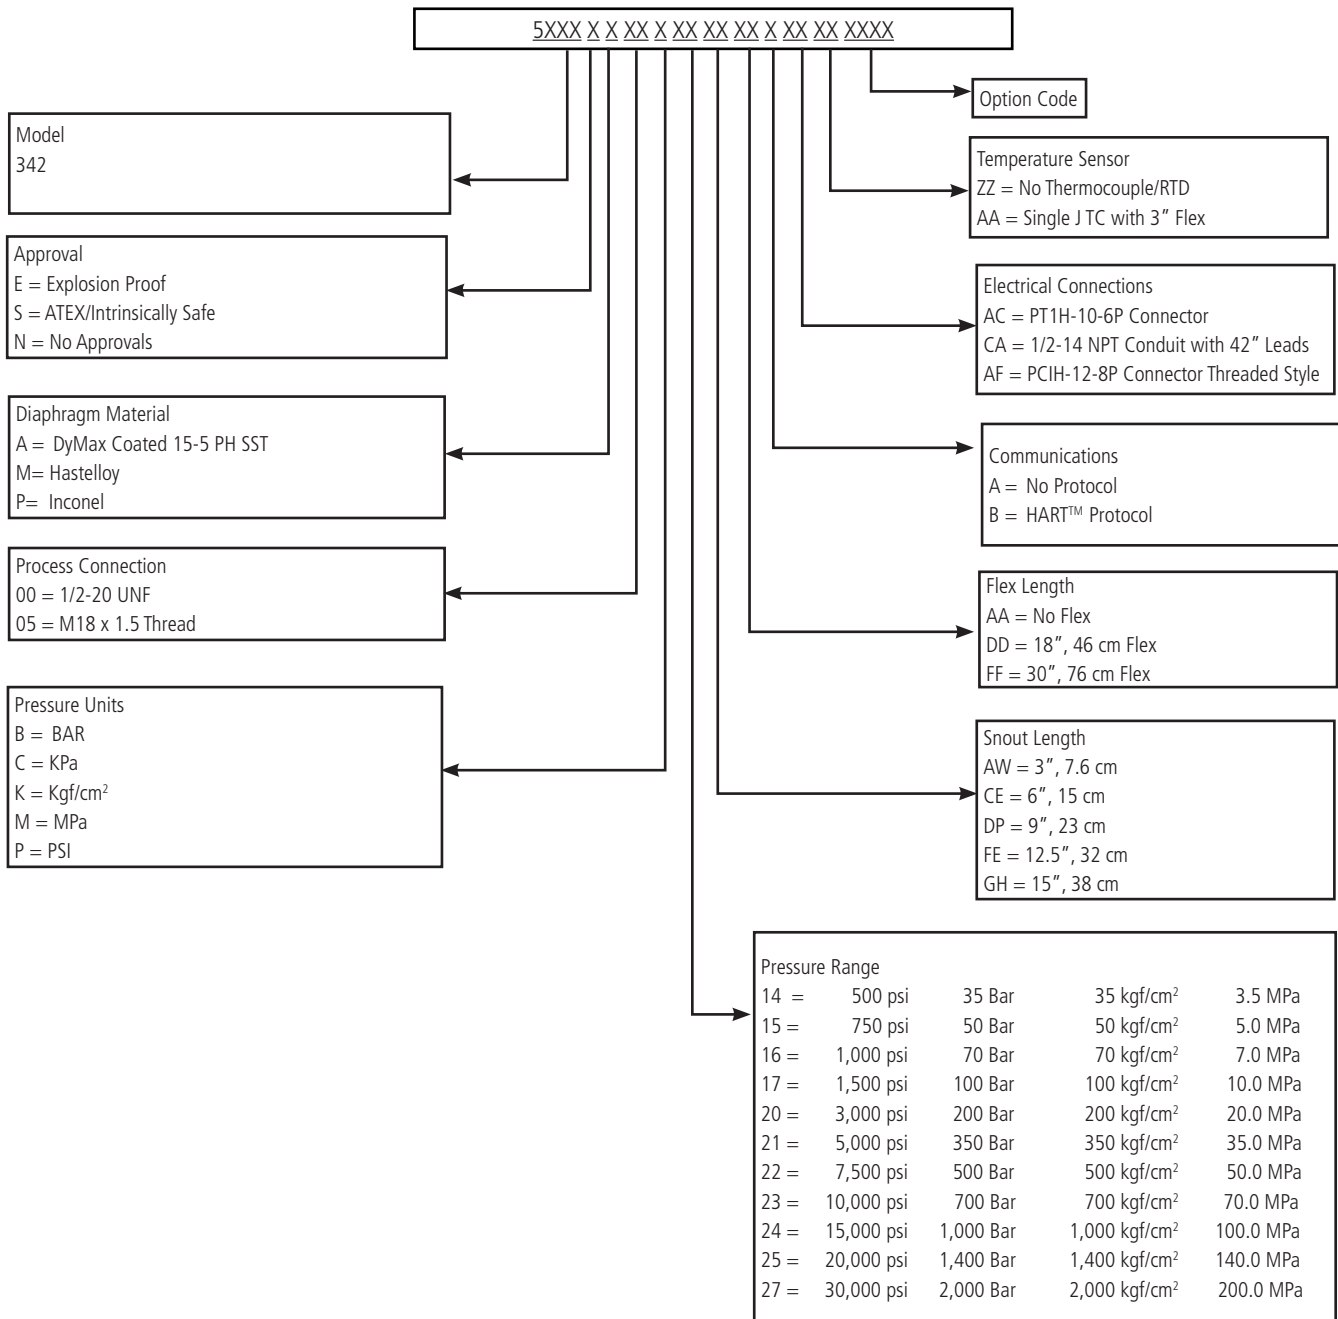 5XXX X X XX X XX XX XX X XX XX XXXX
Option Code
Model
342
Temperature Sensor
ZZ = No Thermocouple/RTD
AA = Single J TC with 3" Flex
Approval
E = Explosion Proof
S = ATEX/Intrinsically Safe
N = No Approvals
Electrical Connections
AC = PT1H-10-6P Connector
CA = 1/2-14 NPT Conduit with 42" Leads
AF = PCIH-12-8P Connector Threaded Style
Diaphragm Material
A = DyMax Coated 15-5 PH SST
M= Hastelloy
P= Inconel
Communications
A = No Protocol
B = HART™ Protocol
Process Connection
00 = 1/2-20 UNF
05 = M18 x 1.5 Thread
Flex Length
AA = No Flex
DD = 18", 46 cm Flex
FF = 30", 76 cm Flex
Pressure Units
B = BAR
C = KPa
K = Kgf/cm²
M = MPa
P = PSI
Snout Length
AW = 3", 7.6 cm
CE = 6", 15 cm
DP = 9", 23 cm
FE = 12.5", 32 cm
GH = 15", 38 cm
Pressure Range
14 = 500 psi 35 Bar 35 kgf/cm² 3.5 MPa
15 = 750 psi 50 Bar 50 kgf/cm² 5.0 MPa
16 = 1,000 psi 70 Bar 70 kgf/cm² 7.0 MPa
17 = 1,500 psi 100 Bar 100 kgf/cm² 10.0 MPa
20 = 3,000 psi 200 Bar 200 kgf/cm² 20.0 MPa
21 = 5,000 psi 350 Bar 350 kgf/cm² 35.0 MPa
22 = 7,500 psi 500 Bar 500 kgf/cm² 50.0 MPa
23 = 10,000 psi 700 Bar 700 kgf/cm² 70.0 MPa
24 = 15,000 psi 1,000 Bar 1,000 kgf/cm² 100.0 MPa
25 = 20,000 psi 1,400 Bar 1,400 kgf/cm² 140.0 MPa
27 = 30,000 psi 2,000 Bar 2,000 kgf/cm² 200.0 MPa